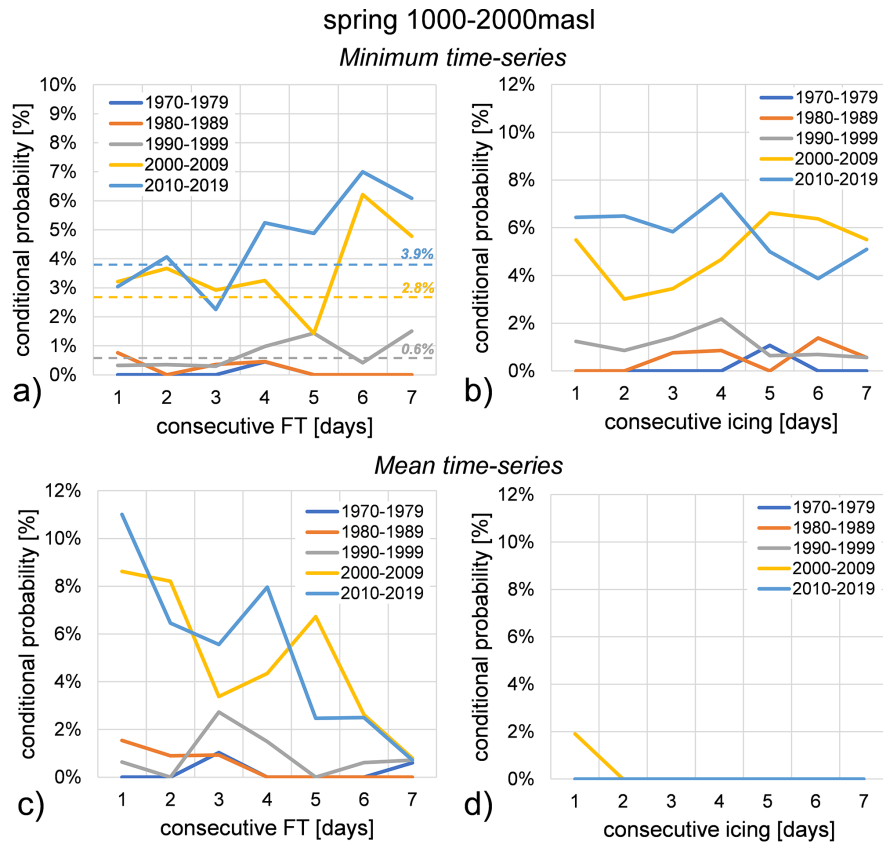 spring 1000-2000masl
Minimum time-series
conditional probability [%]
10%
9%
8%
7%
6%
5%
4%
3%
2%
1%
0%
1970-1979
1980-1989
1990-1999
2000-2009
2010-2019
3.9%
2.8%
0.6%
1 2 3 4 5 6 7
a)
consecutive FT [days]
conditional probability [%]
12%
10%
8%
6%
4%
2%
0%
1970-1979
1980-1989
1990-1999
2000-2009
2010-2019
1 2 3 4 5 6 7
b)
consecutive icing [days]
Mean time-series
conditional probability [%]
12%
10%
8%
6%
4%
2%
0%
1970-1979
1980-1989
1990-1999
2000-2009
2010-2019
1 2 3 4 5 6 7
c)
consecutive FT [days]
conditional probability [%]
12%
10%
8%
6%
4%
2%
0%
1970-1979
1980-1989
1990-1999
2000-2009
2010-2019
1 2 3 4 5 6 7
d)
consecutive icing [days]